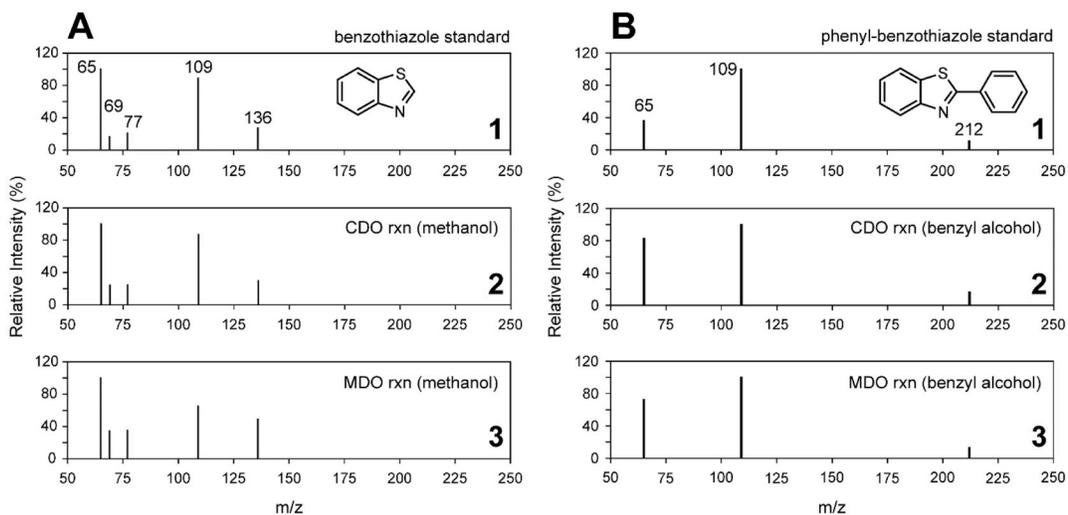 A
benzothiazole standard
120
80
40
0
65
69
77
109
136
S
N
1
50 75 100 125 150 175 200 225 250
120
80
40
0
CDO rxn (methanol)
2
50 75 100 125 150 175 200 225 250
120
80
40
0
MDO rxn (methanol)
3
50 75 100 125 150 175 200 225 250
Relative Intensity (%)
m/z
B
phenyl-benzothiazole standard
120
80
40
0
65
109
212
S
N
1
50 75 100 125 150 175 200 225 250
120
80
40
0
CDO rxn (benzyl alcohol)
2
50 75 100 125 150 175 200 225 250
120
80
40
0
MDO rxn (benzyl alcohol)
3
50 75 100 125 150 175 200 225 250
Relative Intensity (%)
m/z